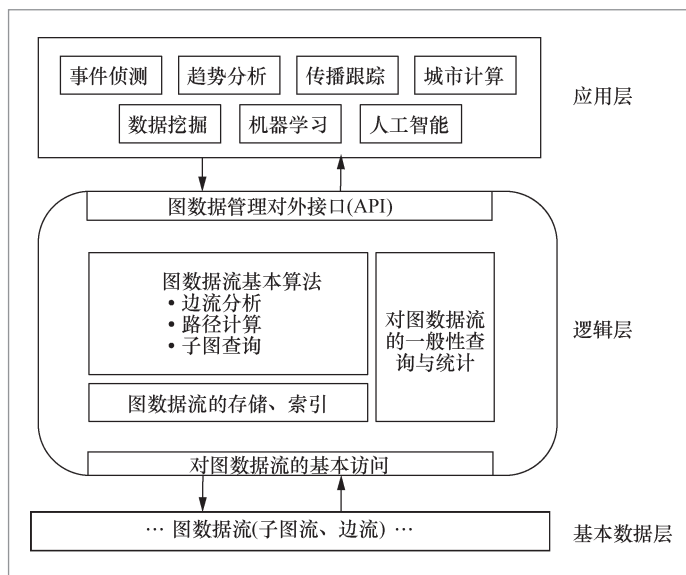 事件侦测 趋势分析 传播跟踪 城市计算
应用层
数据挖掘 机器学习 人工智能
图数据管理对外接口(API)
图数据流基本算法
• 边流分析
• 路径计算
• 子图查询
对图数据流
的一般性查
询与统计
逻辑层
图数据流的存储、索引
对图数据流的基本访问
… 图数据流(子图流、边流) …
基本数据层